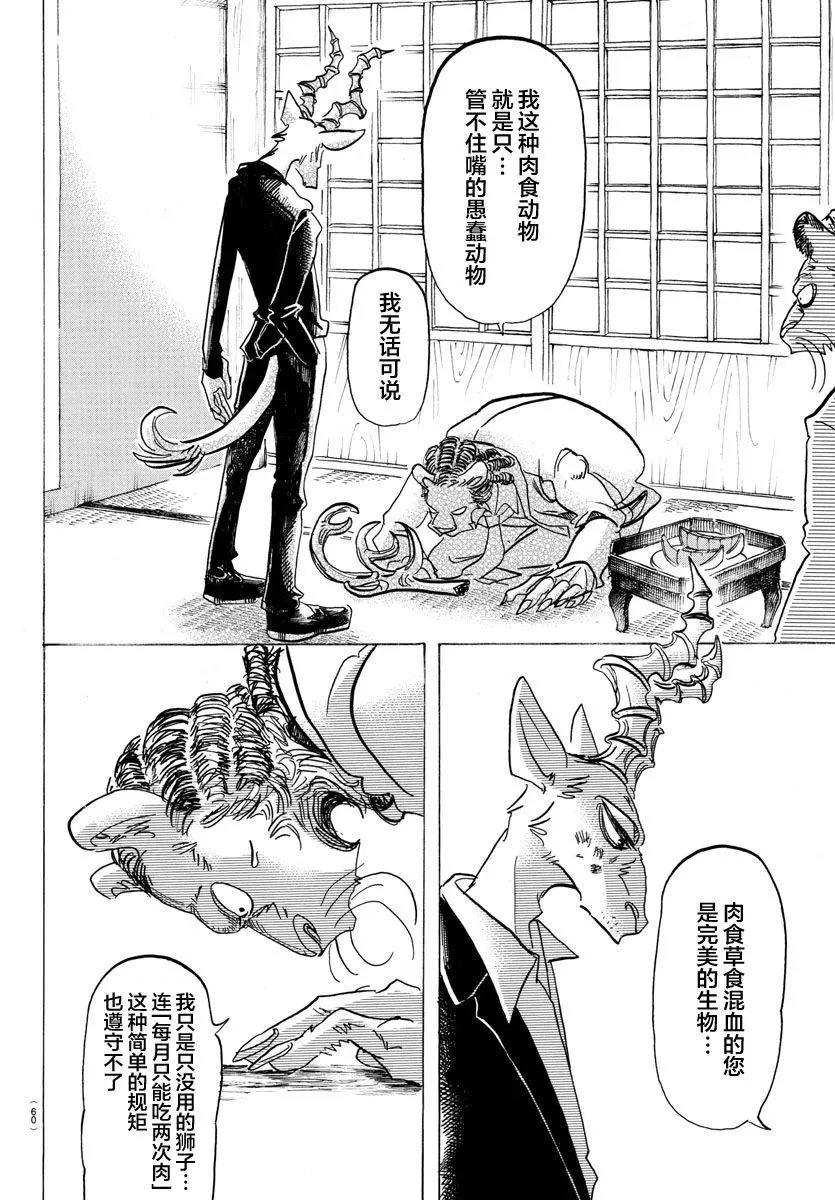 我这种肉食动物
就是只…
管不住嘴的愚蠢动物
我无话可说
肉食草食混血的您
是完美的生物…
我只是只没用的狮子…
连「每月只能吃两次肉」
这种简单的规矩
也遵守不了
(60)